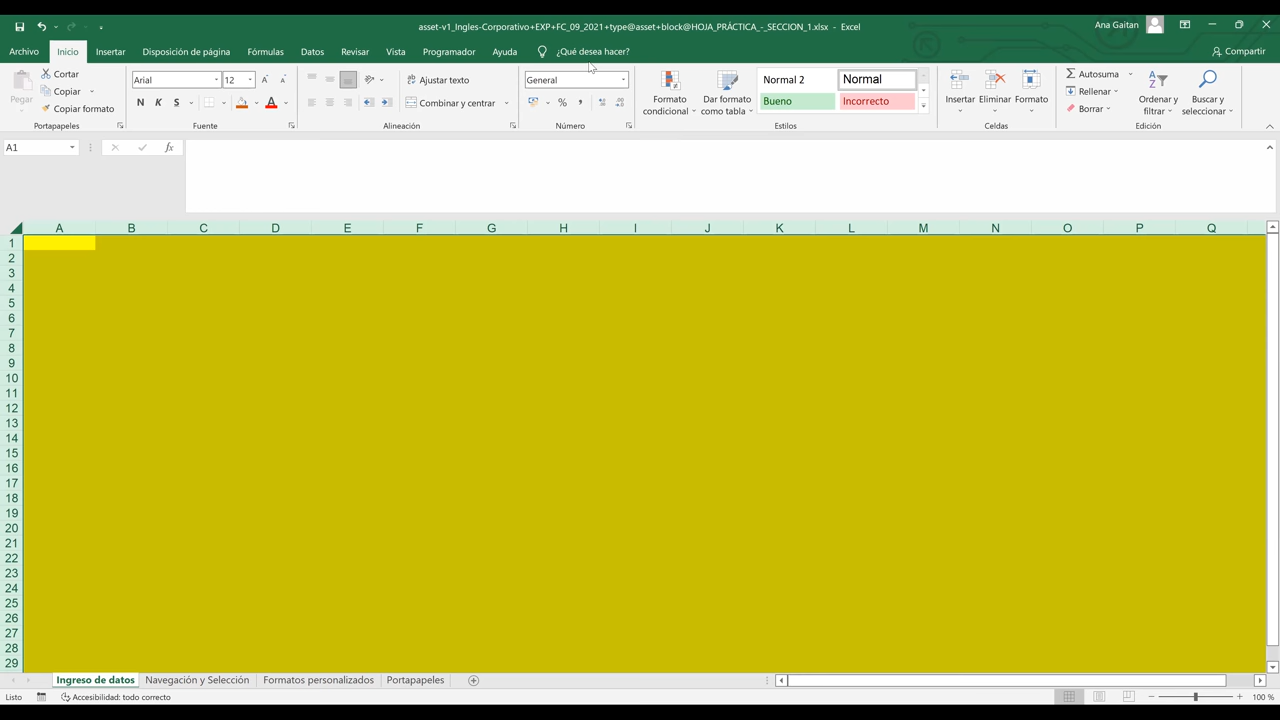 asset-v1_Ingles-Corporativo+EXP+FC_09_2021+type@asset+block@HOJA_PRÁCTICA_-_SECCION_1.xlsx - Excel
Ana Gaitan
Archivo Inicio Insertar Disposición de página Fórmulas Datos Revisar Vista Programador Ayuda ¿Qué desea hacer? Compartir
Pegar
Cortar
Copiar
Copiar formato
Portapapeles
Arial 12
N K S A A A
Fuente
Ajustar texto
Combinar y centrar
Alineación
General
% 000
Número
Formato condicional
Dar formato como tabla
Normal 2 Normal
Bueno Incorrecto
Estilos
Insertar Eliminar Formato
Celdas
Autosuma
Rellenar
Borrar
Ordenar y filtrar
Buscar y seleccionar
Edición
A1 fx
A B C D E F G H I J K L M N O P Q
1
2
3
4
5
6
7
8
9
10
11
12
13
14
15
16
17
18
19
20
21
22
23
24
25
26
27
28
29
Ingreso de datos Navegación y Selección Formatos personalizados Portapapeles
Listo Accesibilidad: todo correcto 100 %